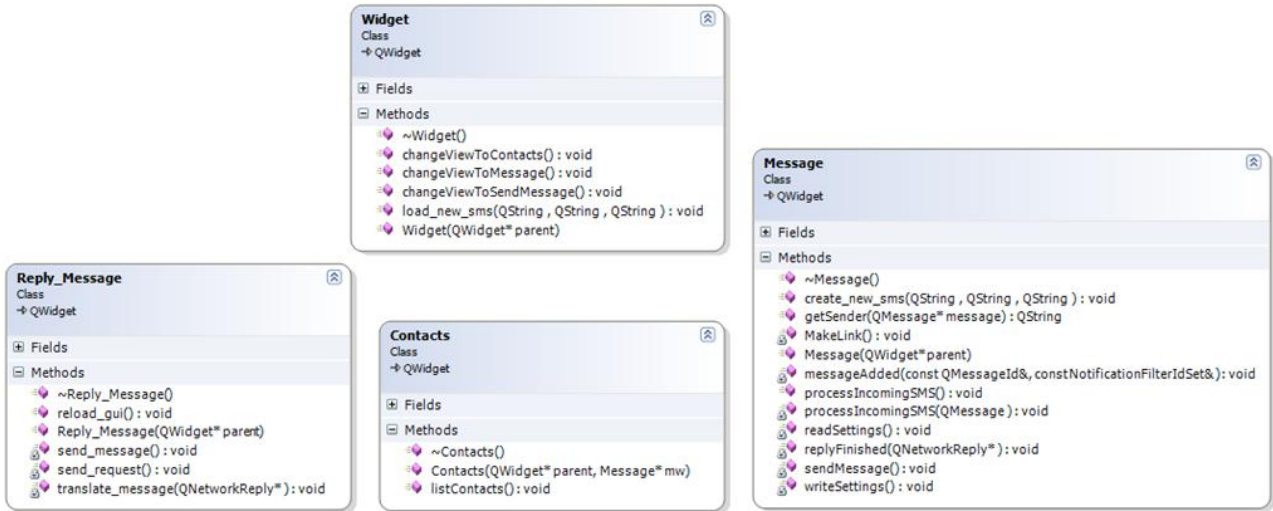 Widget
Class
QWidget
Fields
Methods
~Widget()
changeViewToContacts() : void
changeViewToMessage() : void
changeViewToSendMessage() : void
load_new_sms(QString , QString , QString ) : void
Widget(QWidget* parent)
Reply_Message
Class
QWidget
Fields
Methods
~Reply_Message()
reload_gui() : void
Reply_Message(QWidget* parent)
send_message() : void
send_request() : void
translate_message(QNetworkReply* ) : void
Contacts
Class
QWidget
Fields
Methods
~Contacts()
Contacts(QWidget* parent, Message* mw)
listContacts() : void
Message
Class
QWidget
Fields
Methods
~Message()
create_new_sms(QString , QString , QString ) : void
getSender(QMessage* message) : QString
MakeLink() : void
Message(QWidget*parent)
messageAdded(const QMessageId&, constNotificationFilterIdSet& ) : void
processIncomingSMS() : void
processIncomingSMS(QMessage ) : void
readSettings() : void
replyFinished(QNetworkReply* ) : void
sendMessage() : void
writeSettings() : void